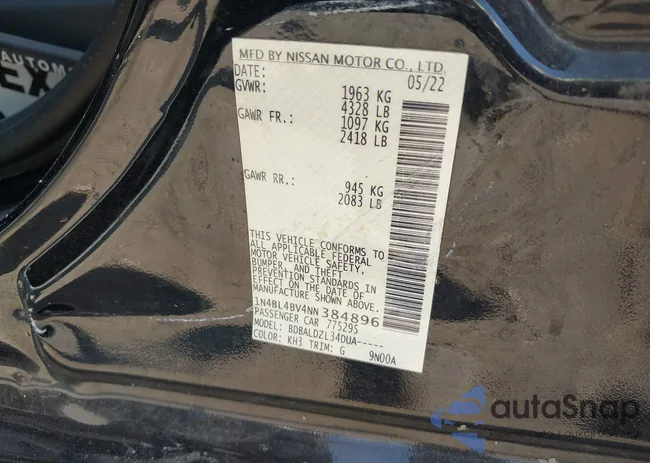 AUTOM
EX
MFD BY NISSAN MOTOR CO., LTD.
DATE: 05/22
GVWR: 1963 KG
4328 LB
GAWR FR.: 1097 KG
2418 LB
GAWR RR.: 945 KG
2083 LB
THIS VEHICLE CONFORMS TO
ALL APPLICABLE FEDERAL
MOTOR VEHICLE SAFETY,
BUMPER, AND THEFT
PREVENTION STANDARDS IN
EFFECT ON THE DATE OF
MANUFACTURE SHOWN ABOVE.
1N4BL4BV4NN384896
PASSENGER CAR 775295
MODEL: BDBALDZL34DUA-----
COLOR: KH3 TRIM: G 9N00A
autoSnap